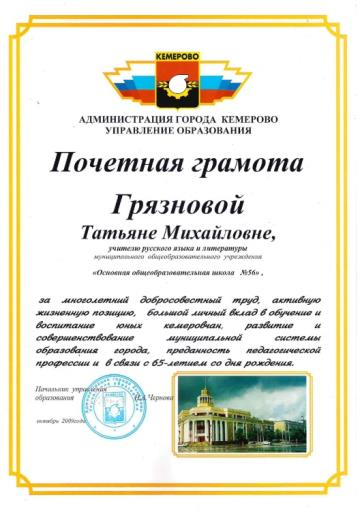 КЕМЕРОВО
АДМИНИСТРАЦИЯ ГОРОДА КЕМЕРОВО
УПРАВЛЕНИЕ ОБРАЗОВАНИЯ
Почетная грамота
Грязновой
Татьяне Михайловне,
учителю русского языка и литературы
муниципального общеобразовательного учреждения
«Основная общеобразовательная школа №56» ,
за многолетний добросовестный труд, активную
жизненную позицию, большой личный вклад в обучение и
воспитание юных кемеровчан, развитие и
совершенствование муниципальной системы
образования города, преданность педагогической
профессии и в связи с 65-летием со дня рождения.
Начальник управления
образования Н.А.Чернова
октябрь 2009года